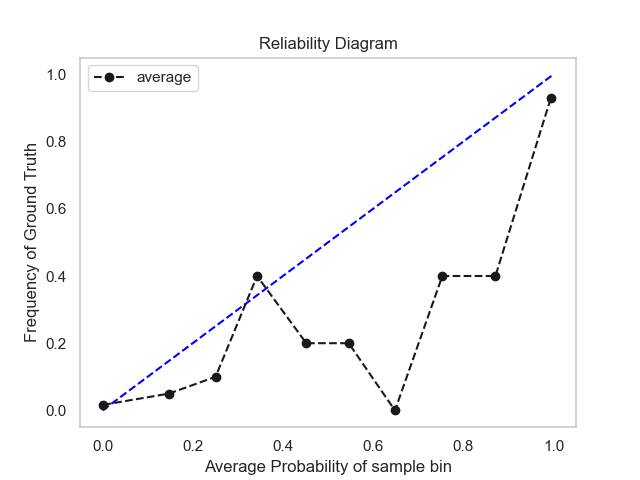 Reliability Diagram
average
1.0
0.8
0.6
0.4
0.2
0.0
Frequency of Ground Truth
0.0 0.2 0.4 0.6 0.8 1.0
Average Probability of sample bin